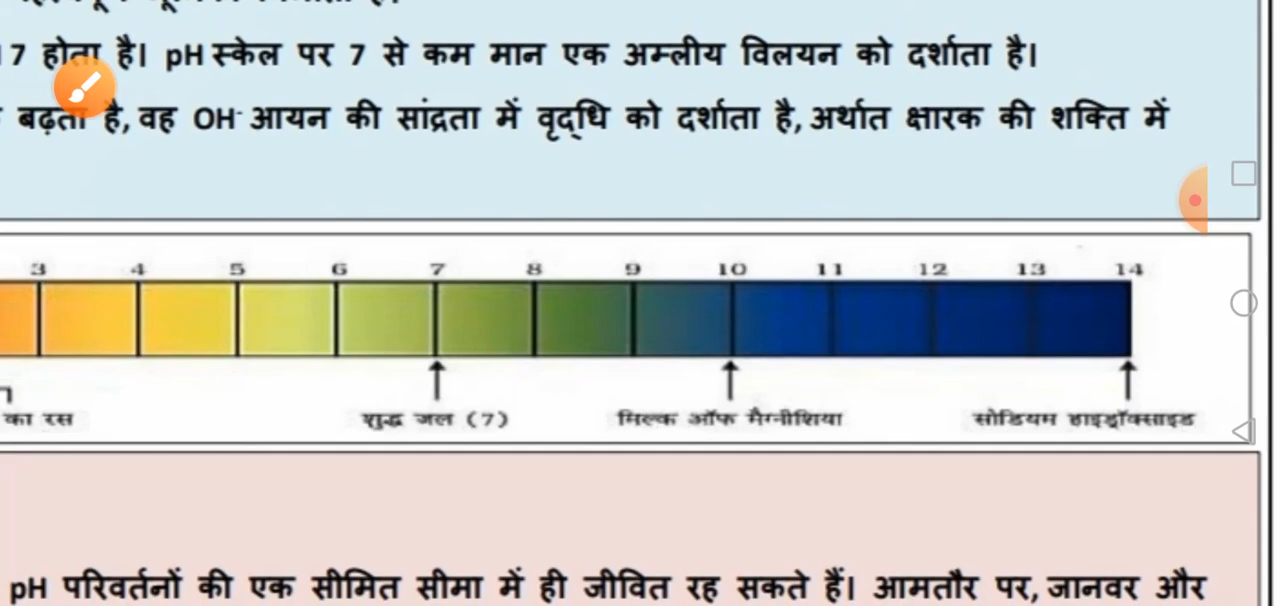 7 होता है। pH स्केल पर 7 से कम मान एक अम्लीय विलयन को दर्शाता है।
बढ़ता है, वह OH⁻ आयन की सांद्रता में वृद्धि को दर्शाता है, अर्थात क्षारक की शक्ति में
3 4 5 6 7 8 9 10 11 12 13 14
का रस शुद्ध जल (7) मिल्क ऑफ मैग्नीशिया सोडियम हाइड्रॉक्साइड
pH परिवर्तनों की एक सीमित सीमा में ही जीवित रह सकते हैं। आमतौर पर, जानवर और